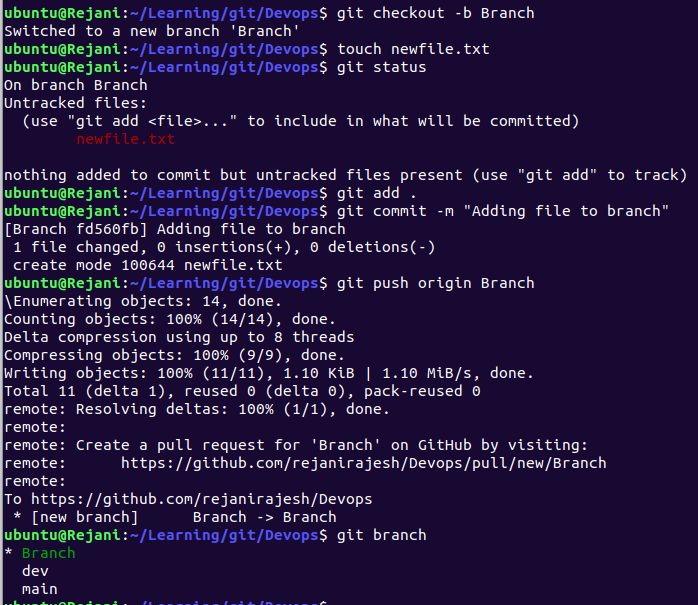 ubuntu@Rejani:~/Learning/git/Devops$ git checkout -b Branch
Switched to a new branch 'Branch'
ubuntu@Rejani:~/Learning/git/Devops$ touch newfile.txt
ubuntu@Rejani:~/Learning/git/Devops$ git status
On branch Branch
Untracked files:
  (use "git add <file>..." to include in what will be committed)
        newfile.txt

nothing added to commit but untracked files present (use "git add" to track)
ubuntu@Rejani:~/Learning/git/Devops$ git add .
ubuntu@Rejani:~/Learning/git/Devops$ git commit -m "Adding file to branch"
[Branch fd560fb] Adding file to branch
 1 file changed, 0 insertions(+), 0 deletions(-)
 create mode 100644 newfile.txt
ubuntu@Rejani:~/Learning/git/Devops$ git push origin Branch
\Enumerating objects: 14, done.
Counting objects: 100% (14/14), done.
Delta compression using up to 8 threads
Compressing objects: 100% (9/9), done.
Writing objects: 100% (11/11), 1.10 KiB | 1.10 MiB/s, done.
Total 11 (delta 1), reused 0 (delta 0), pack-reused 0
remote: Resolving deltas: 100% (1/1), done.
remote:
remote: Create a pull request for 'Branch' on GitHub by visiting:
remote:      https://github.com/rejanirajesh/Devops/pull/new/Branch
remote:
To https://github.com/rejanirajesh/Devops
 * [new branch]      Branch -> Branch
ubuntu@Rejani:~/Learning/git/Devops$ git branch
* Branch
  dev
  main